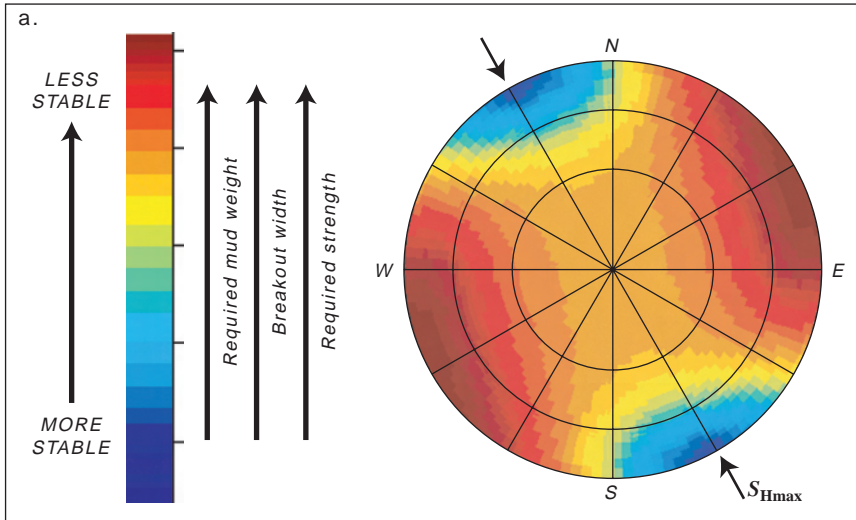 a.
LESS
STABLE
MORE
STABLE
Required mud weight
Breakout width
Required strength
N
W
E
S
SHmax